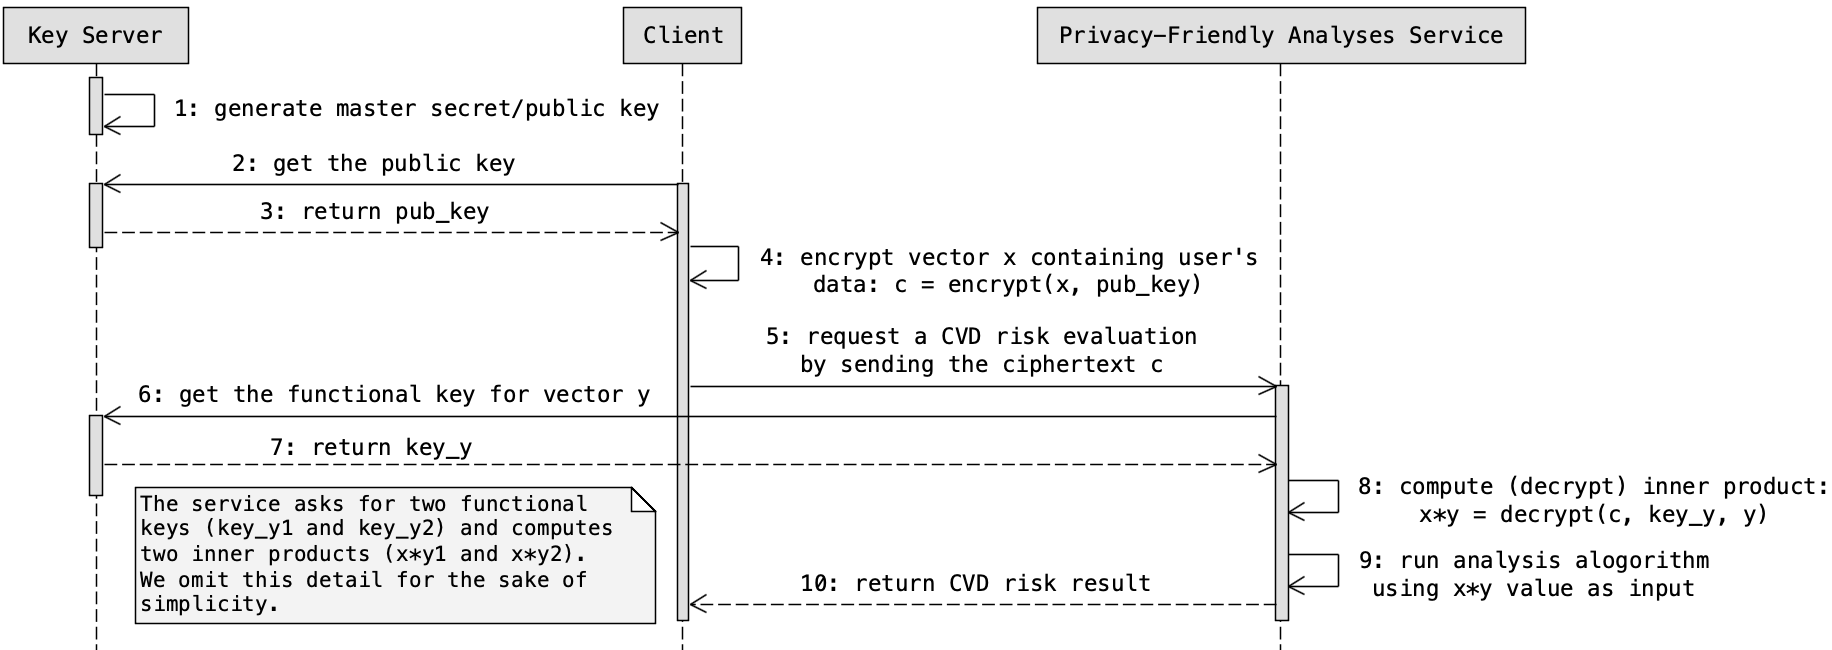 Key Server
Client
Privacy-Friendly Analyses Service
1: generate master secret/public key
2: get the public key
3: return pub_key
4: encrypt vector x containing user's
data: c = encrypt(x, pub_key)
5: request a CVD risk evaluation
by sending the ciphertext c
6: get the functional key for vector y
7: return key_y
8: compute (decrypt) inner product:
x*y = decrypt(c, key_y, y)
The service asks for two functional
keys (key_y1 and key_y2) and computes
two inner products (x*y1 and x*y2).
We omit this detail for the sake of
simplicity.
9: run analysis alogorithm
using x*y value as input
10: return CVD risk result